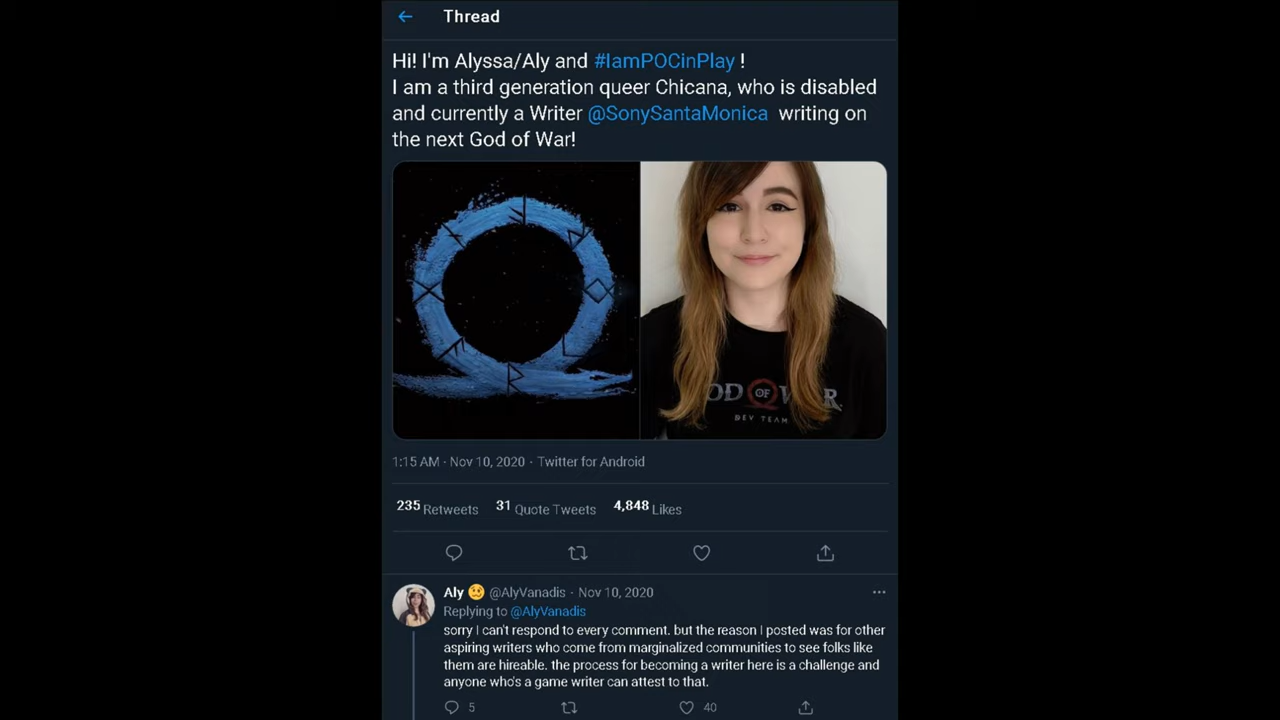 Thread
Hi! I'm Alyssa/Aly and #IamPOCinPlay !
I am a third generation queer Chicana, who is disabled
and currently a Writer @SonySantaMonica writing on
the next God of War!
OD OF W R.
DEV TEAM
1:15 AM · Nov 10, 2020 · Twitter for Android
235 Retweets 31 Quote Tweets 4,848 Likes
Aly 🥴 @AlyVanadis · Nov 10, 2020
Replying to @AlyVanadis
sorry I can't respond to every comment. but the reason I posted was for other
aspiring writers who come from marginalized communities to see folks like
them are hireable. the process for becoming a writer here is a challenge and
anyone who's a game writer can attest to that.
5 40